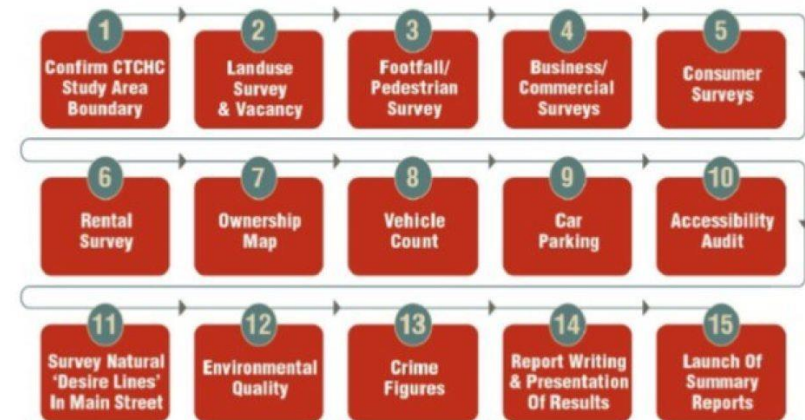 1
Confirm CTCHC
Study Area
Boundary
2
Landuse
Survey
& Vacancy
3
Footfall/
Pedestrian
Survey
4
Business/
Commercial
Surveys
5
Consumer
Surveys
6
Rental
Survey
7
Ownership
Map
8
Vehicle
Count
9
Car
Parking
10
Accessibility
Audit
11
Survey Natural
'Desire Lines'
In Main Street
12
Environmental
Quality
13
Crime
Figures
14
Report Writing
& Presentation
Of Results
15
Launch Of
Summary
Reports